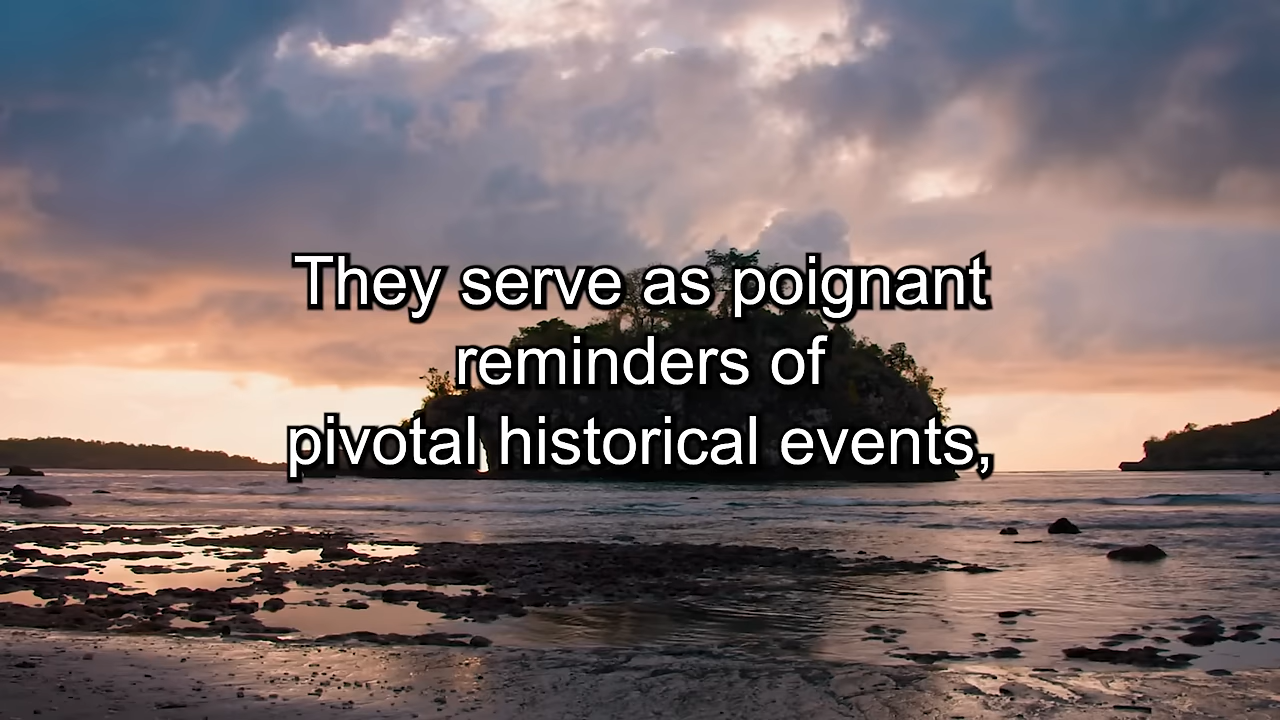 They serve as poignant
reminders of
pivotal historical events,